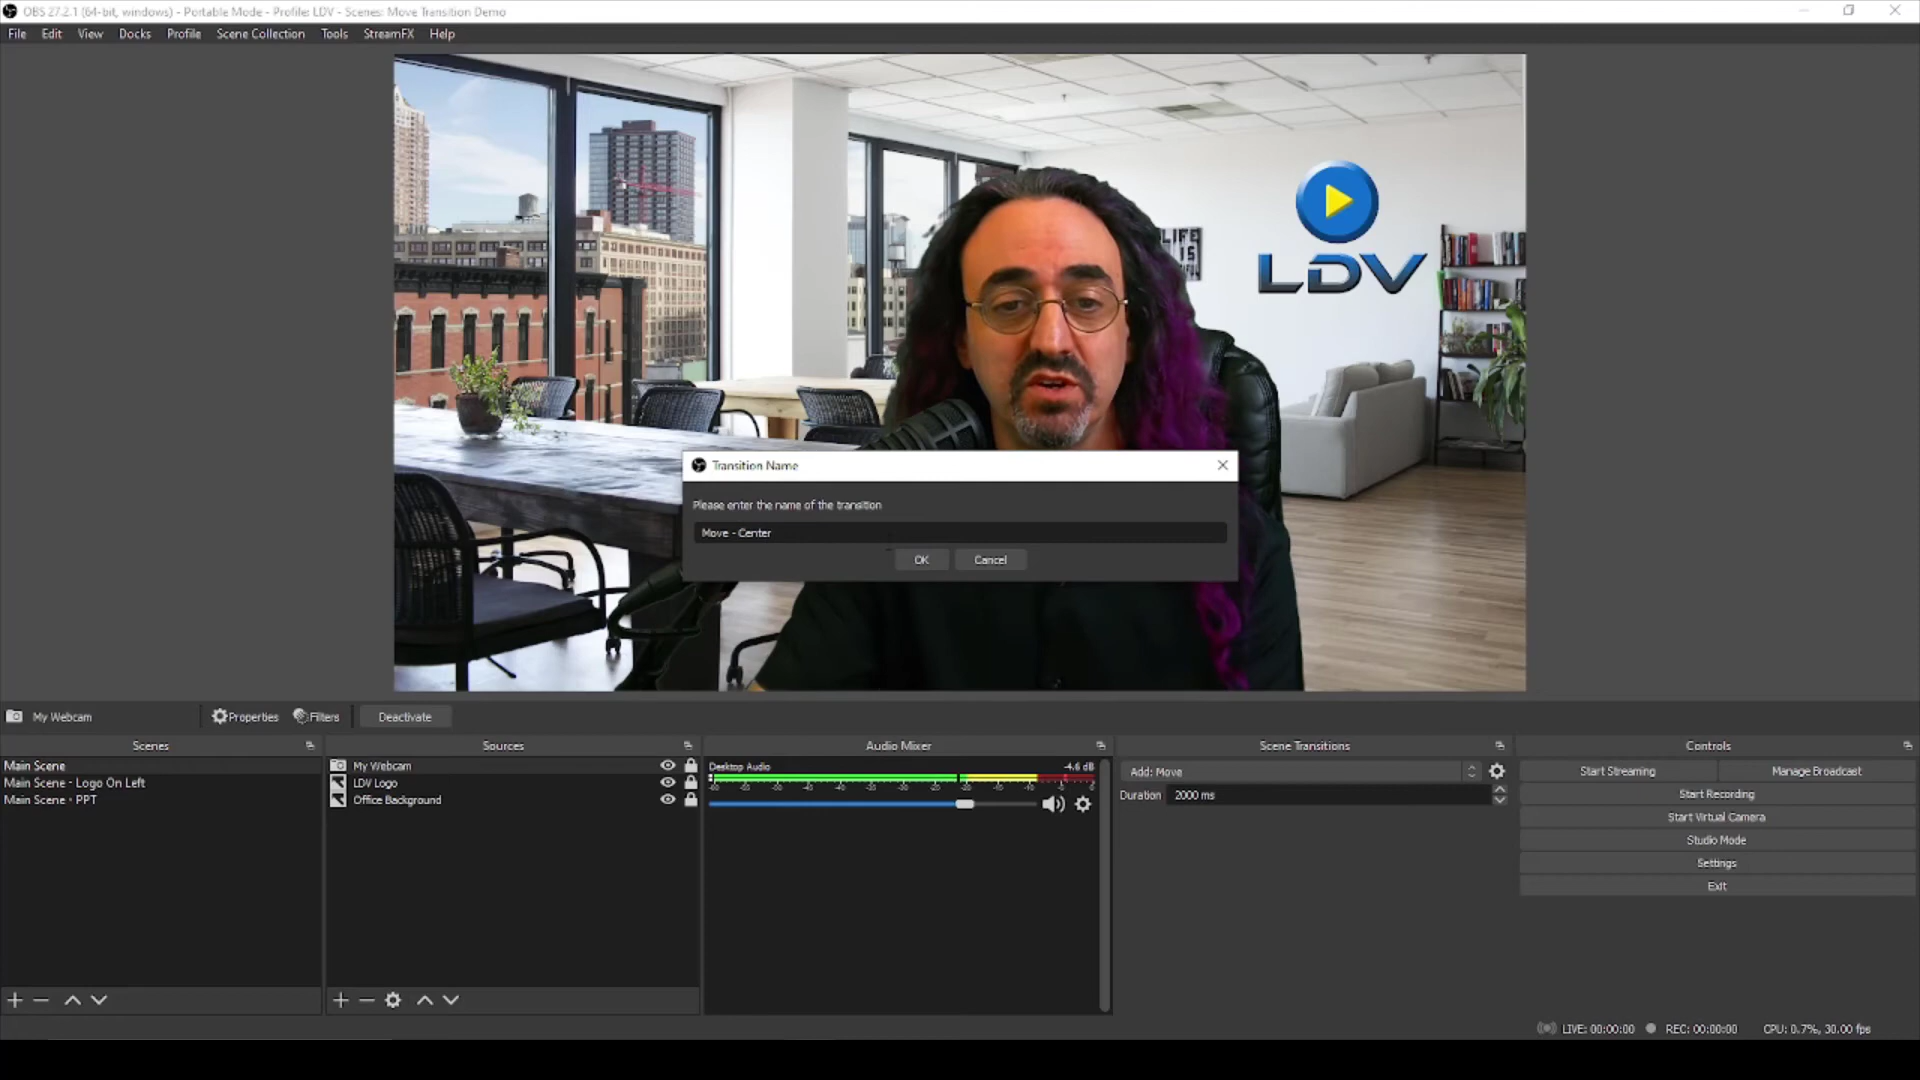 OBS 27.2.1 (64-bit, windows) - Portable Mode - Profile: LDV - Scenes: Move Transition Demo
File Edit View Docks Profile Scene Collection Tools StreamFX Help
LIFE
IS
LDV
Transition Name
Please enter the name of the transition
Move - Center
OK Cancel
My Webcam Properties Filters Deactivate
Scenes Sources Audio Mixer Scene Transitions Controls
Main Scene
Main Scene - Logo On Left
Main Scene - PPT
My Webcam
LDV Logo
Office Background
Desktop Audio -4.6 dB
Add: Move
Duration 2000 ms
Start Streaming Manage Broadcast
Start Recording
Start Virtual Camera
Studio Mode
Settings
Exit
LIVE: 00:00:00 REC: 00:00:00 CPU: 0.7%, 30.00 fps